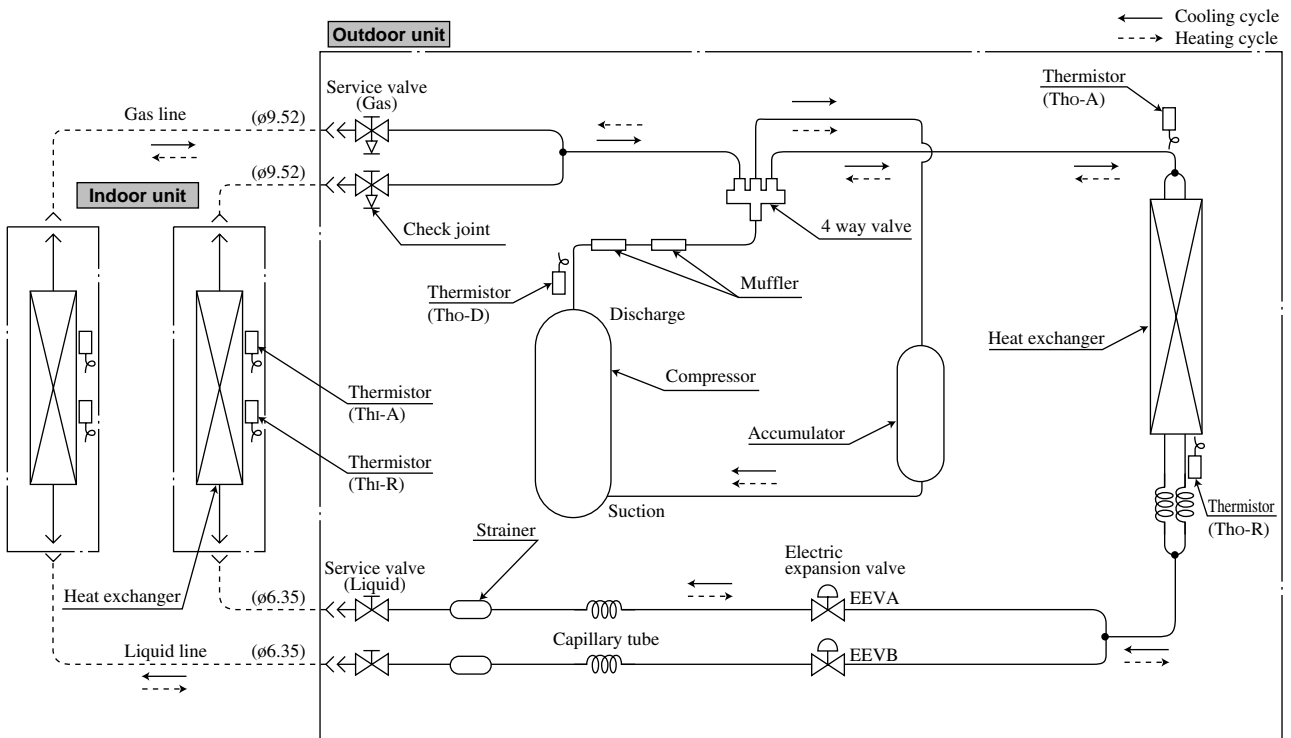 Cooling cycle
Heating cycle
Outdoor unit
Service valve
(Gas)
Gas line
(ø9.52)
Thermistor
(Tho-A)
(ø9.52)
Indoor unit
Check joint
4 way valve
Muffler
Thermistor
(Tho-D)
Discharge
Heat exchanger
Compressor
Thermistor
(ThI-A)
Accumulator
Thermistor
(ThI-R)
Suction
Thermistor
(Tho-R)
Strainer
Service valve
(Liquid)
Electric
expansion valve
Heat exchanger
(ø6.35)
EEVA
Capillary tube
Liquid line
(ø6.35)
EEVB